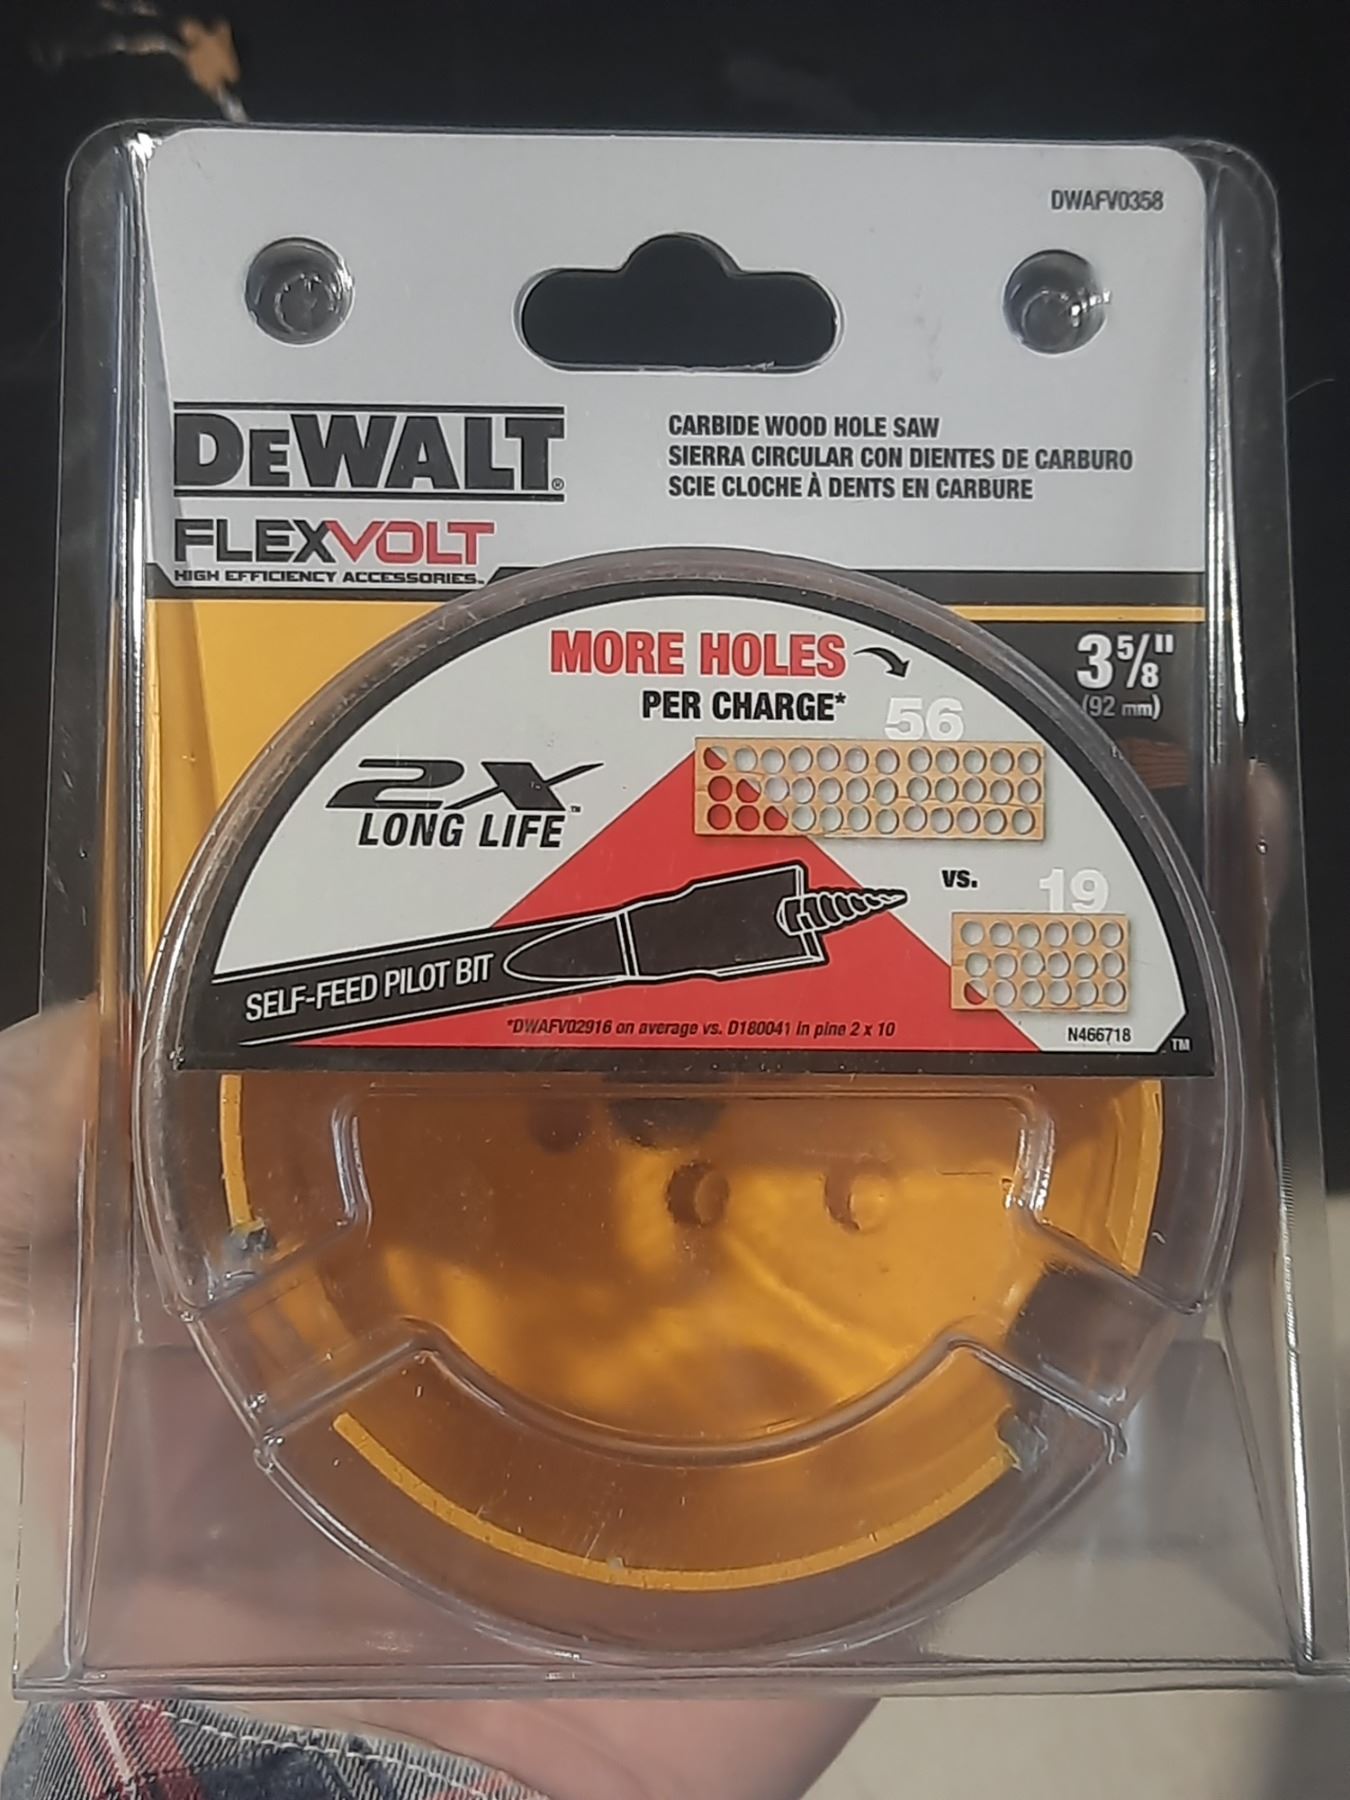 DWAFV0358
DEWALT®
FLEXVOLT
HIGH EFFICIENCY ACCESSORIES™
CARBIDE WOOD HOLE SAW
SIERRA CIRCULAR CON DIENTES DE CARBURO
SCIE CLOCHE À DENTS EN CARBURE
3 5/8"
(92 mm)
MORE HOLES
PER CHARGE*
56
2X™
LONG LIFE
vs.
19
SELF-FEED PILOT BIT
*DWAFV02916 on average vs. D180041 in pine 2 x 10
N466718
TM